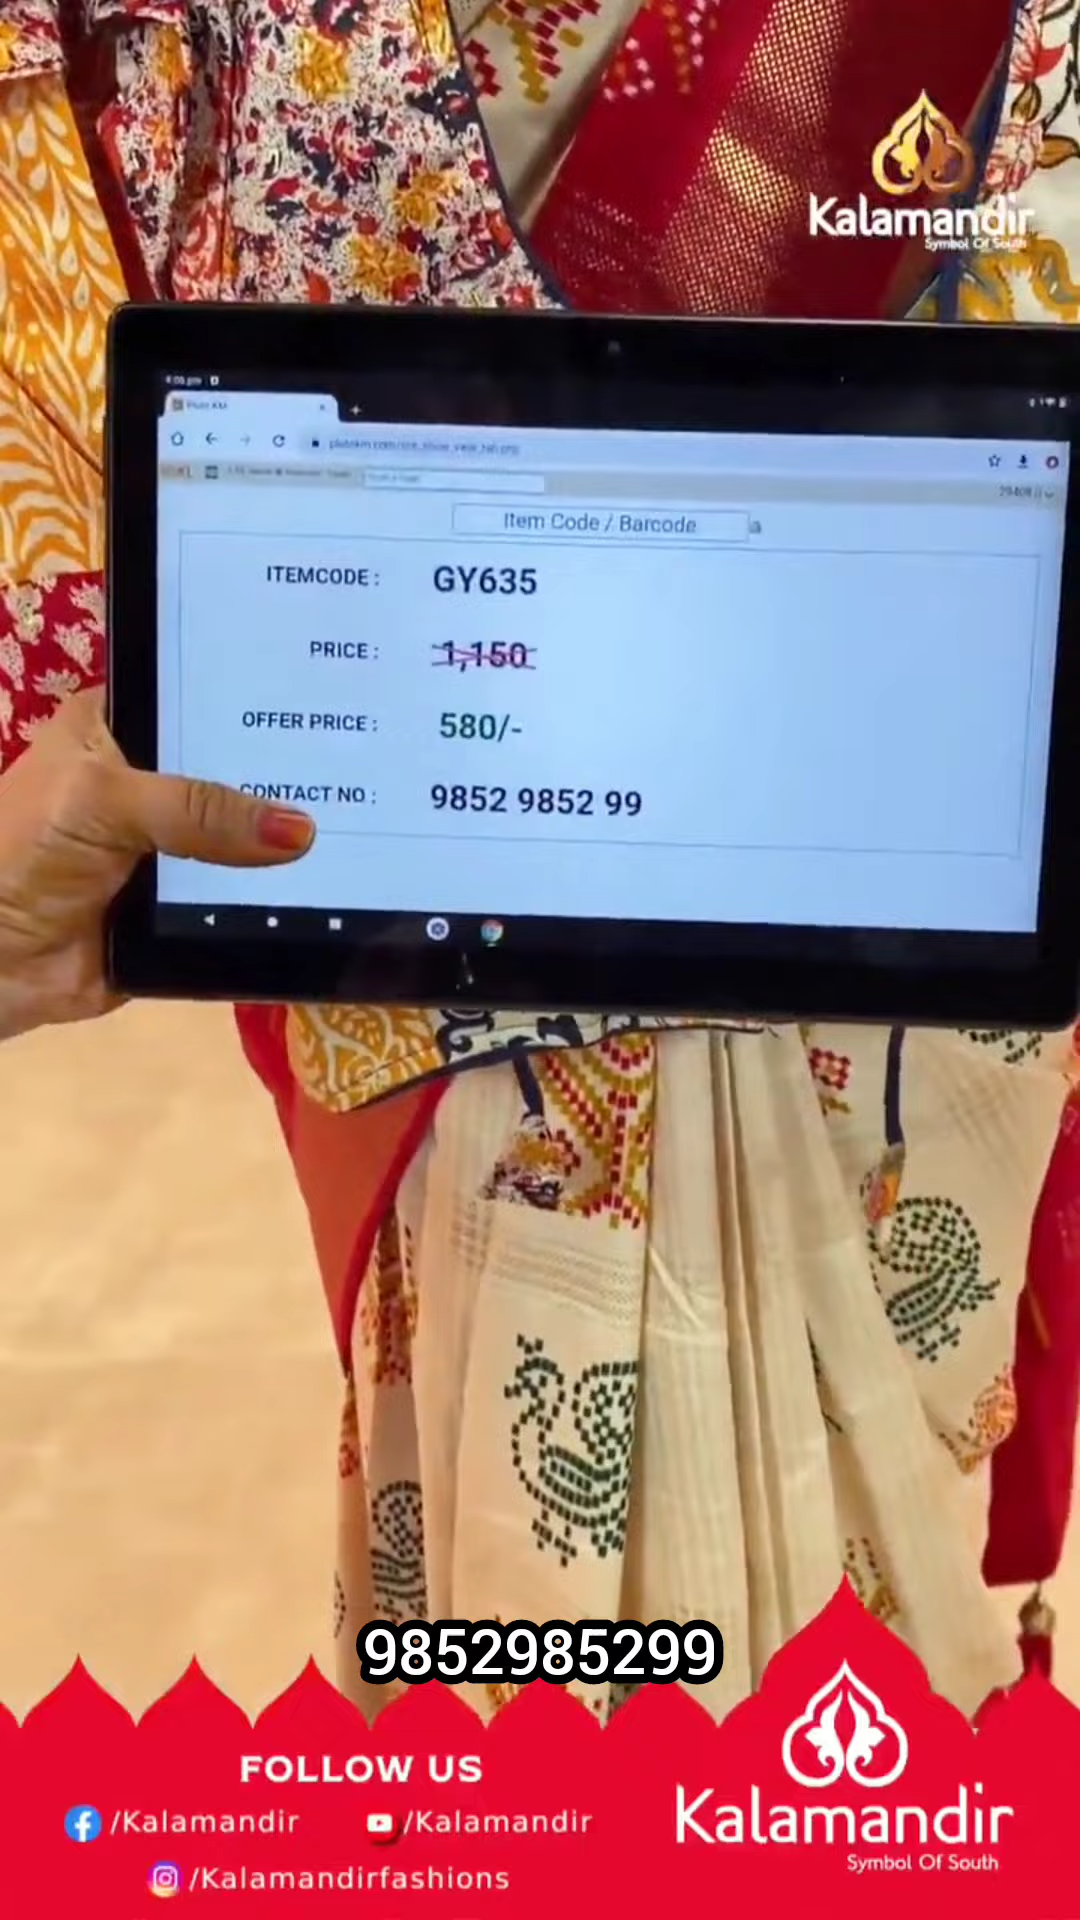 Kalamandir
Symbol Of South
Item Code / Barcode
ITEMCODE : GY635
PRICE : 1,150
OFFER PRICE : 580/-
CONTACT NO : 9852 9852 99
9852985299
FOLLOW US
/Kalamandir /Kalamandir
/Kalamandirfashions
Kalamandir
Symbol Of South